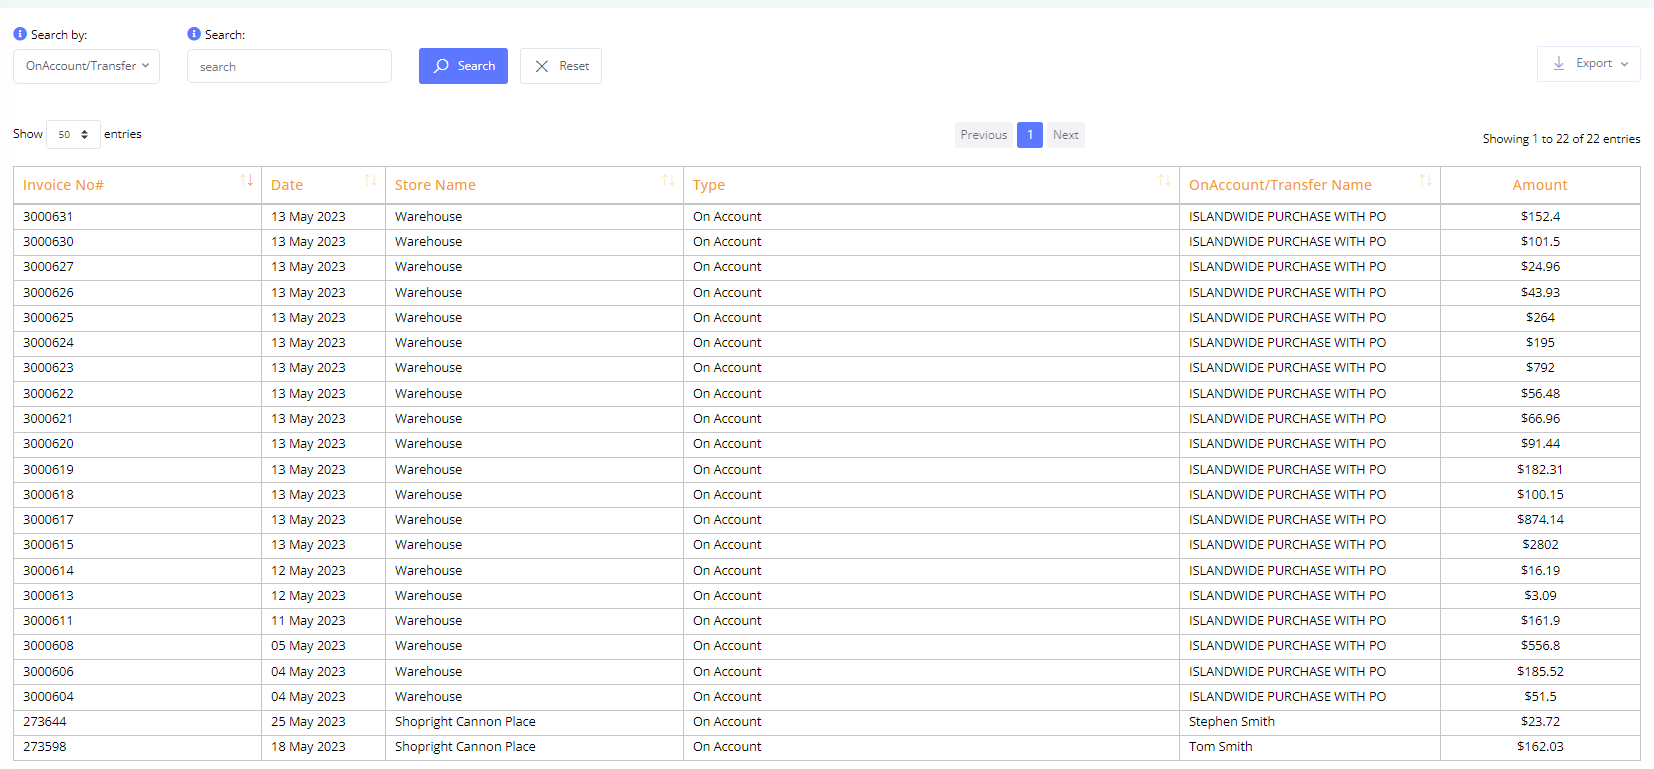 Search by: Search:
OnAccount/Transfer search Search Reset Export
Show 50 entries Previous 1 Next Showing 1 to 22 of 22 entries
Invoice No# Date Store Name Type OnAccount/Transfer Name Amount
3000631 13 May 2023 Warehouse On Account ISLANDWIDE PURCHASE WITH PO $152.4
3000630 13 May 2023 Warehouse On Account ISLANDWIDE PURCHASE WITH PO $101.5
3000627 13 May 2023 Warehouse On Account ISLANDWIDE PURCHASE WITH PO $24.96
3000626 13 May 2023 Warehouse On Account ISLANDWIDE PURCHASE WITH PO $43.93
3000625 13 May 2023 Warehouse On Account ISLANDWIDE PURCHASE WITH PO $264
3000624 13 May 2023 Warehouse On Account ISLANDWIDE PURCHASE WITH PO $195
3000623 13 May 2023 Warehouse On Account ISLANDWIDE PURCHASE WITH PO $792
3000622 13 May 2023 Warehouse On Account ISLANDWIDE PURCHASE WITH PO $56.48
3000621 13 May 2023 Warehouse On Account ISLANDWIDE PURCHASE WITH PO $66.96
3000620 13 May 2023 Warehouse On Account ISLANDWIDE PURCHASE WITH PO $91.44
3000619 13 May 2023 Warehouse On Account ISLANDWIDE PURCHASE WITH PO $182.31
3000618 13 May 2023 Warehouse On Account ISLANDWIDE PURCHASE WITH PO $100.15
3000617 13 May 2023 Warehouse On Account ISLANDWIDE PURCHASE WITH PO $874.14
3000615 13 May 2023 Warehouse On Account ISLANDWIDE PURCHASE WITH PO $2802
3000614 12 May 2023 Warehouse On Account ISLANDWIDE PURCHASE WITH PO $16.19
3000613 12 May 2023 Warehouse On Account ISLANDWIDE PURCHASE WITH PO $3.09
3000611 11 May 2023 Warehouse On Account ISLANDWIDE PURCHASE WITH PO $161.9
3000608 05 May 2023 Warehouse On Account ISLANDWIDE PURCHASE WITH PO $556.8
3000606 04 May 2023 Warehouse On Account ISLANDWIDE PURCHASE WITH PO $185.52
3000604 04 May 2023 Warehouse On Account ISLANDWIDE PURCHASE WITH PO $51.5
273644 25 May 2023 Shopright Cannon Place On Account Stephen Smith $23.72
273598 18 May 2023 Shopright Cannon Place On Account Tom Smith $162.03